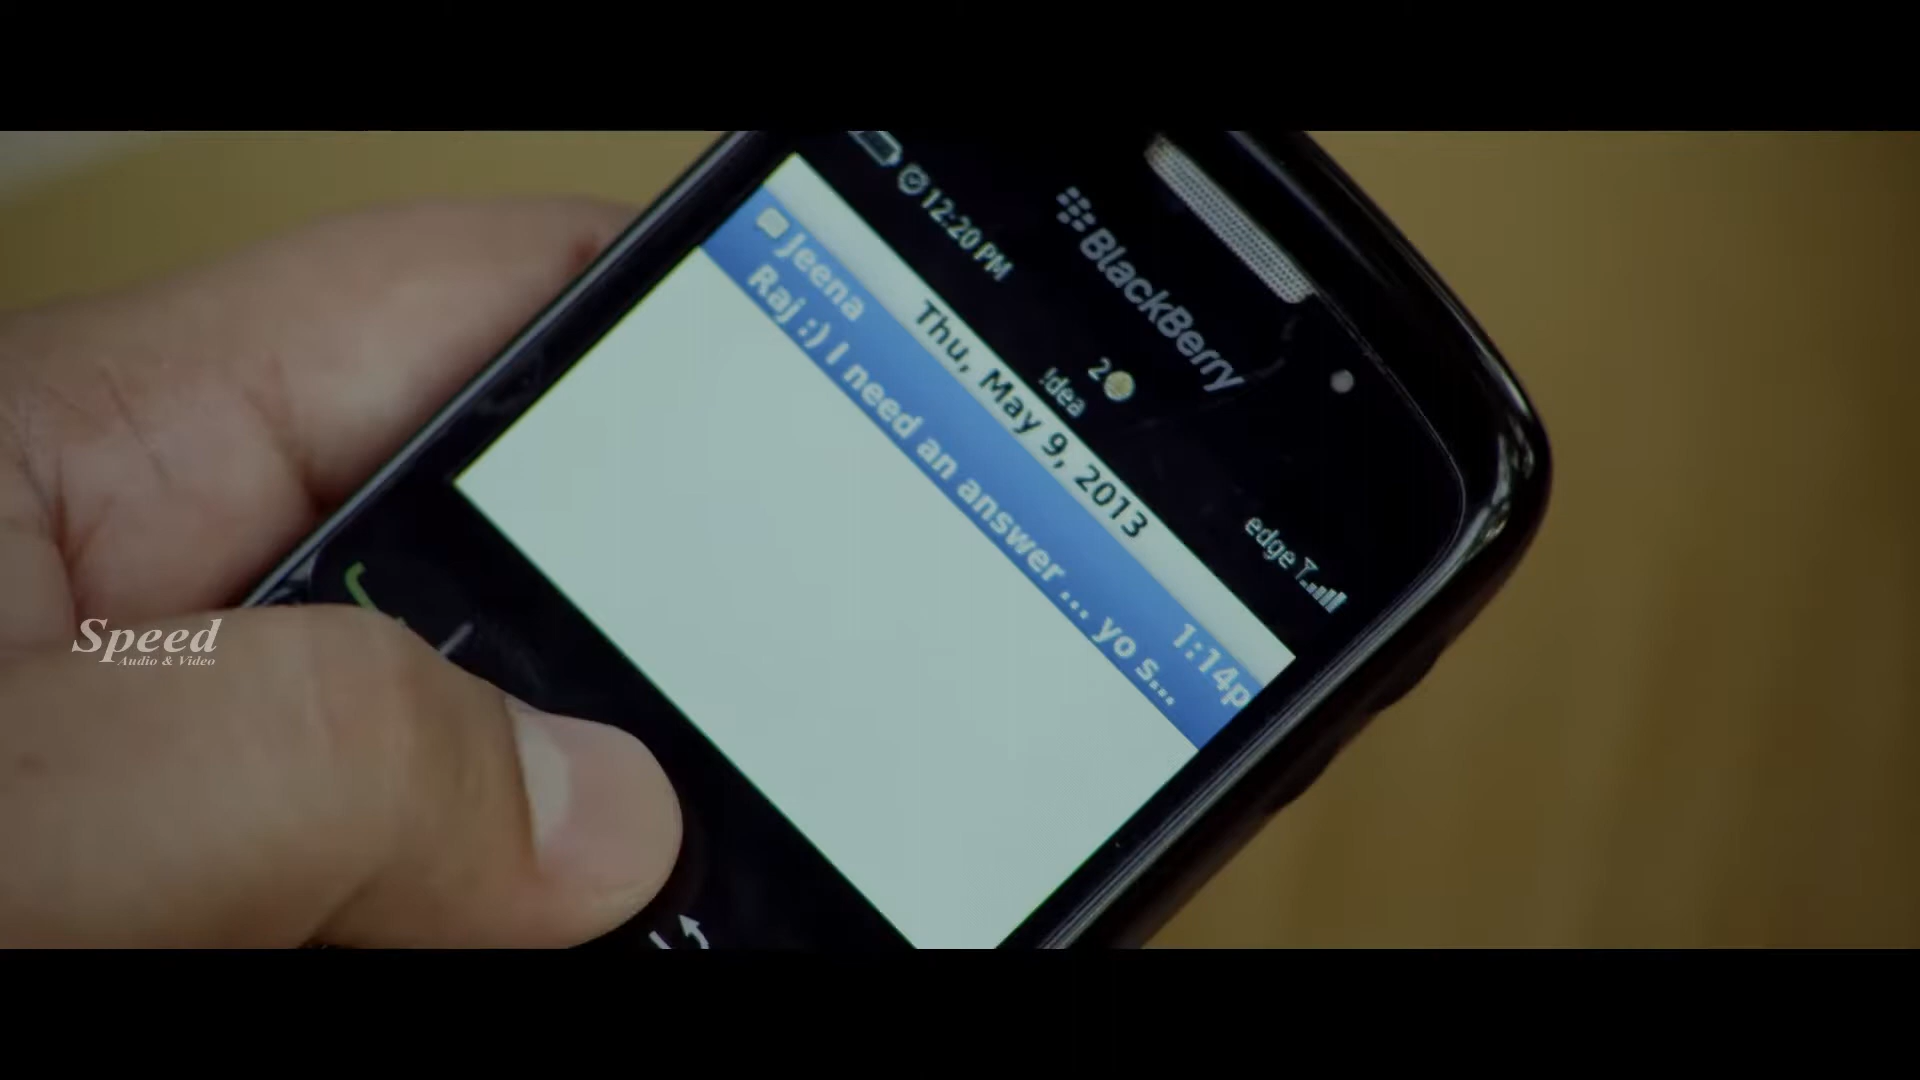 BlackBerry
12:20 PM
2
!dea
edge
Thu, May 9, 2013
Jeena
1:14p
Raj :) I need an answer... yo s...
Speed
Audio & Video